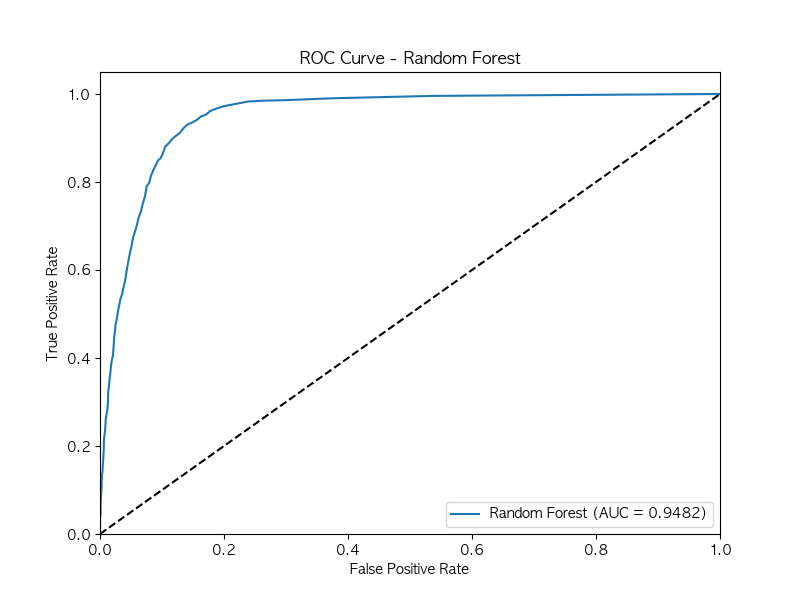 ROC Curve - Random Forest
True Positive Rate
1.0
0.8
0.6
0.4
0.2
0.0
Random Forest (AUC = 0.9482)
0.0 0.2 0.4 0.6 0.8 1.0
False Positive Rate